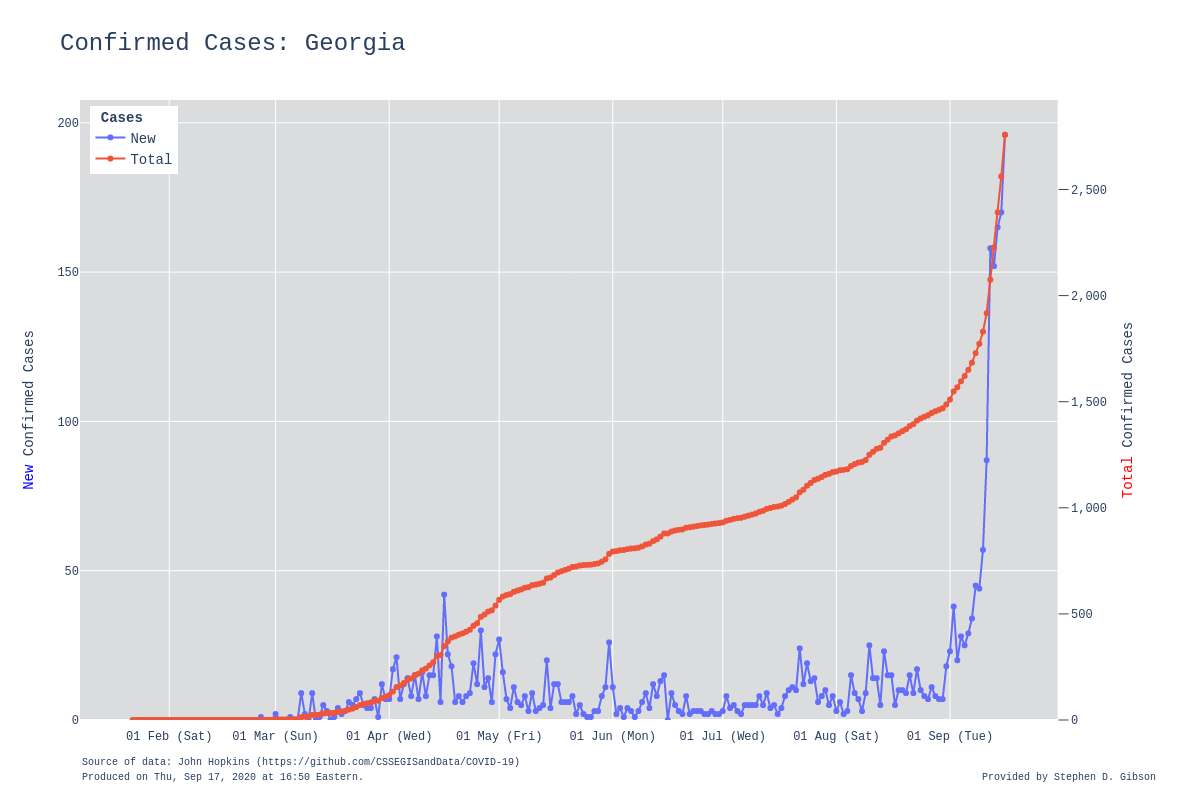 Confirmed Cases: Georgia
Cases
New
Total
200
150
100
50
0
2,500
2,000
1,500
1,000
500
0
New Confirmed Cases
Total Confirmed Cases
01 Feb (Sat) 01 Mar (Sun) 01 Apr (Wed) 01 May (Fri) 01 Jun (Mon) 01 Jul (Wed) 01 Aug (Sat) 01 Sep (Tue)
Source of data: John Hopkins (https://github.com/CSSEGISandData/COVID-19)
Produced on Thu, Sep 17, 2020 at 16:50 Eastern.
Provided by Stephen D. Gibson